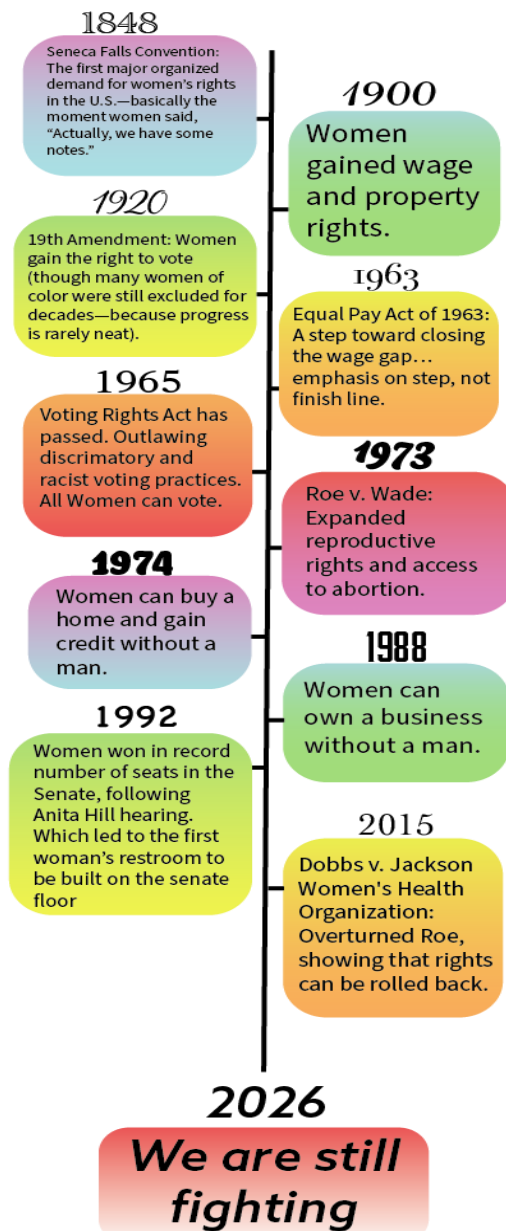 1848
Seneca Falls Convention:
The first major organized
demand for women's rights
in the U.S.—basically the
moment women said,
“Actually, we have some
notes.”
1900
Women
gained wage
and property
rights.
1920
19th Amendment: Women
gain the right to vote
(though many women of
color were still excluded for
decades—because progress
is rarely neat).
1963
Equal Pay Act of 1963:
A step toward closing
the wage gap…
emphasis on step, not
finish line.
1965
Voting Rights Act has
passed. Outlawing
discrimatory and
racist voting practices.
All Women can vote.
1973
Roe v. Wade:
Expanded
reproductive
rights and access
to abortion.
1974
Women can buy a
home and gain
credit without a
man.
1988
Women can
own a business
without a man.
1992
Women won in record
number of seats in the
Senate, following
Anita Hill hearing.
Which led to the first
woman's restroom to
be built on the senate
floor
2015
Dobbs v. Jackson
Women's Health
Organization:
Overturned Roe,
showing that rights
can be rolled back.
2026
We are still
fighting